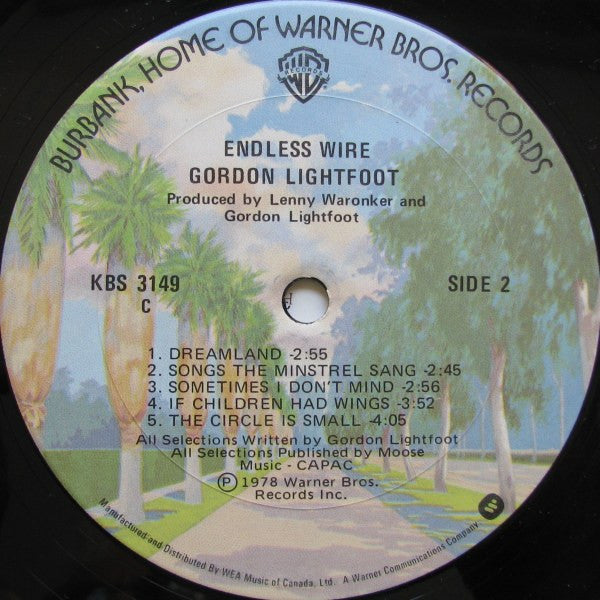 BURBANK, HOME OF WARNER BROS. RECORDS
RECORDS
ENDLESS WIRE
GORDON LIGHTFOOT
Produced by Lenny Waronker and
Gordon Lightfoot
KBS 3149
C
SIDE 2
1. DREAMLAND -2:55
2. SONGS THE MINSTREL SANG -2:45
3. SOMETIMES I DON'T MIND -2:56
4. IF CHILDREN HAD WINGS -3:52
5. THE CIRCLE IS SMALL -4:05
All Selections Written by Gordon Lightfoot
All Selections Published by Moose
Music - CAPAC
Ⓟ 1978 Warner Bros.
Records Inc.
Manufactured and Distributed By WEA Music of Canada, Ltd. A Warner Communications Company